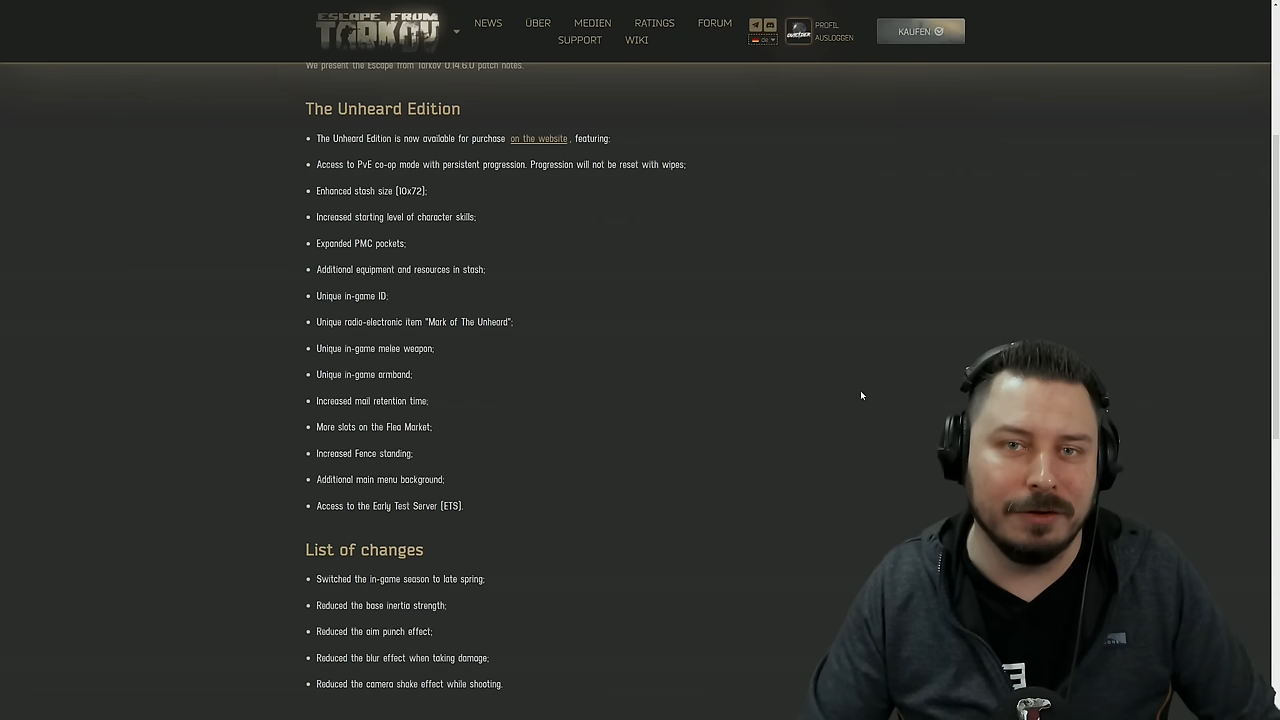 ESCAPE FROM
TARKOV
NEWS ÜBER MEDIEN RATINGS FORUM
SUPPORT WIKI
de
PROFIL
AUSLOGGEN
KAUFEN
We present the Escape from Tarkov 0.14.6.0 patch notes.
The Unheard Edition
The Unheard Edition is now available for purchase on the website, featuring:
Access to PvE co-op mode with persistent progression. Progression will not be reset with wipes;
Enhanced stash size (10x72);
Increased starting level of character skills;
Expanded PMC pockets;
Additional equipment and resources in stash;
Unique in-game ID;
Unique radio-electronic item "Mark of The Unheard";
Unique in-game melee weapon;
Unique in-game armband;
Increased mail retention time;
More slots on the Flea Market;
Increased Fence standing;
Additional main menu background;
Access to the Early Test Server (ETS).
List of changes
Switched the in-game season to late spring;
Reduced the base inertia strength;
Reduced the aim punch effect;
Reduced the blur effect when taking damage;
Reduced the camera shake effect while shooting.